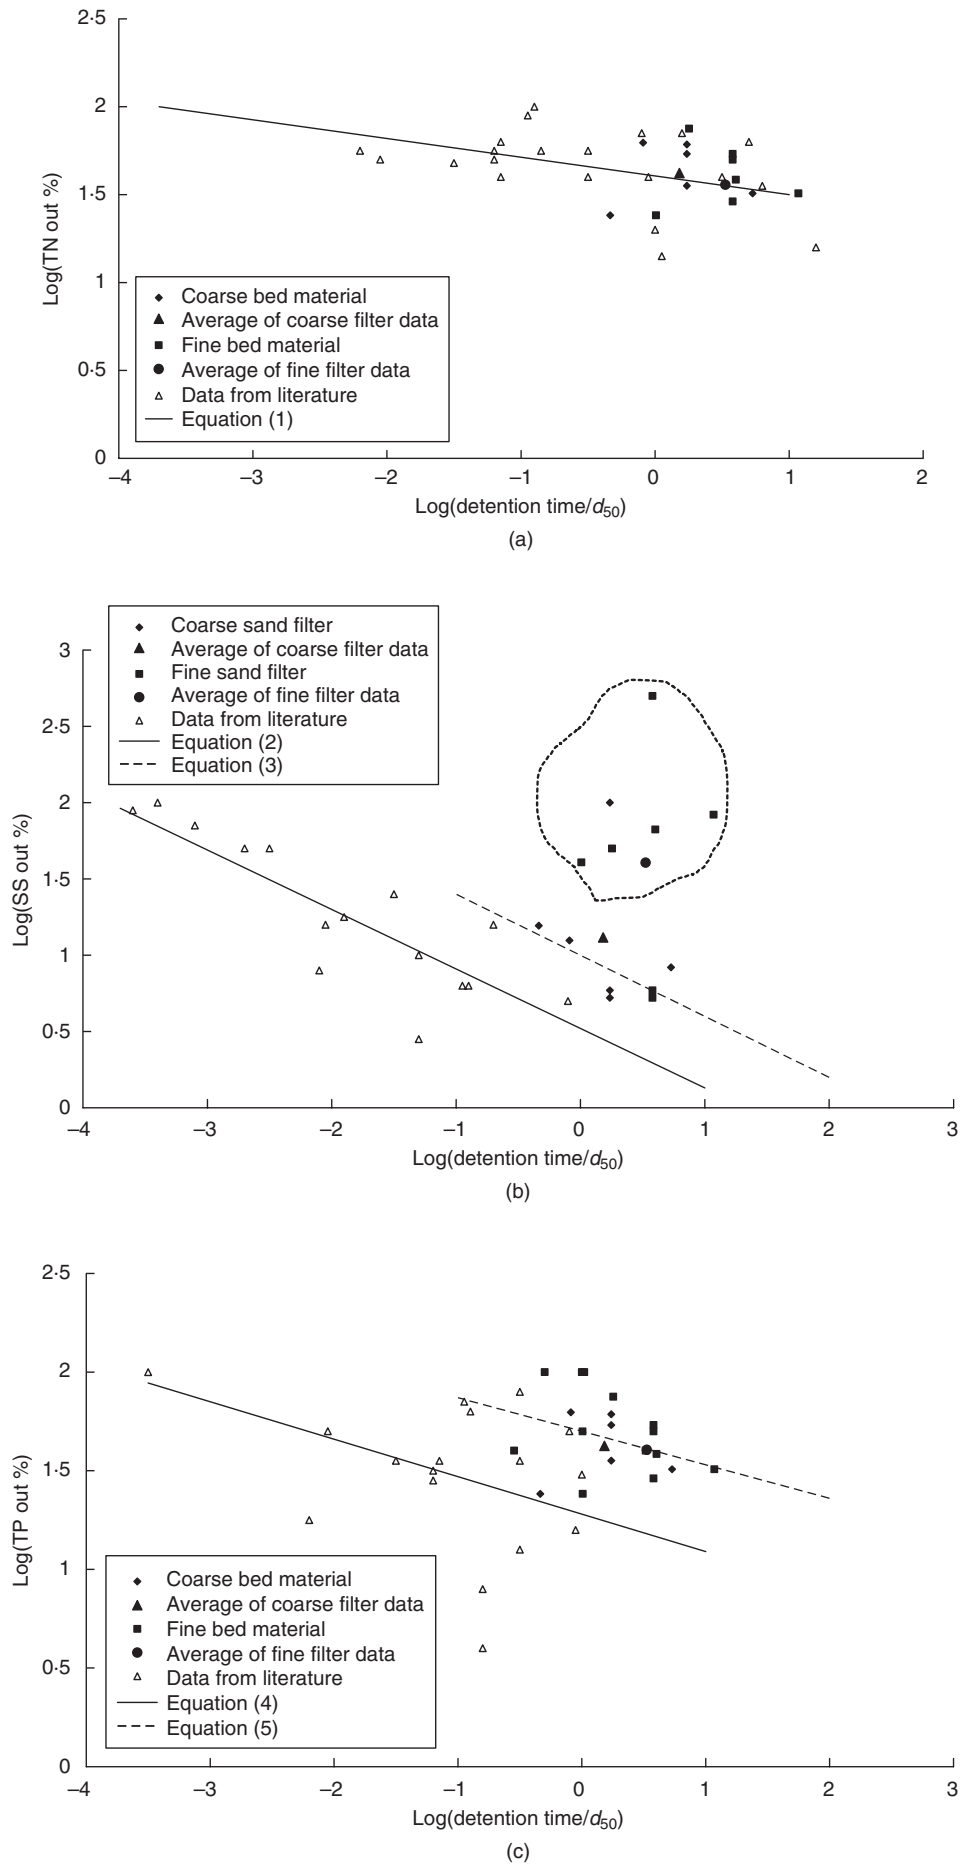 2·5
2
1·5
1
0·5
0
Log(TN out %)
Coarse bed material
Average of coarse filter data
Fine bed material
Average of fine filter data
Data from literature
Equation (1)
–4 –3 –2 –1 0 1 2
Log(detention time/d50)
(a)
Coarse sand filter
Average of coarse filter data
Fine sand filter
Average of fine filter data
Data from literature
Equation (2)
Equation (3)
3
2·5
2
1·5
1
0·5
0
Log(SS out %)
–4 –3 –2 –1 0 1 2 3
Log(detention time/d50)
(b)
2·5
2
1·5
1
0·5
0
Log(TP out %)
Coarse bed material
Average of coarse filter data
Fine bed material
Average of fine filter data
Data from literature
Equation (4)
Equation (5)
–4 –3 –2 –1 0 1 2 3
Log(detention time/d50)
(c)